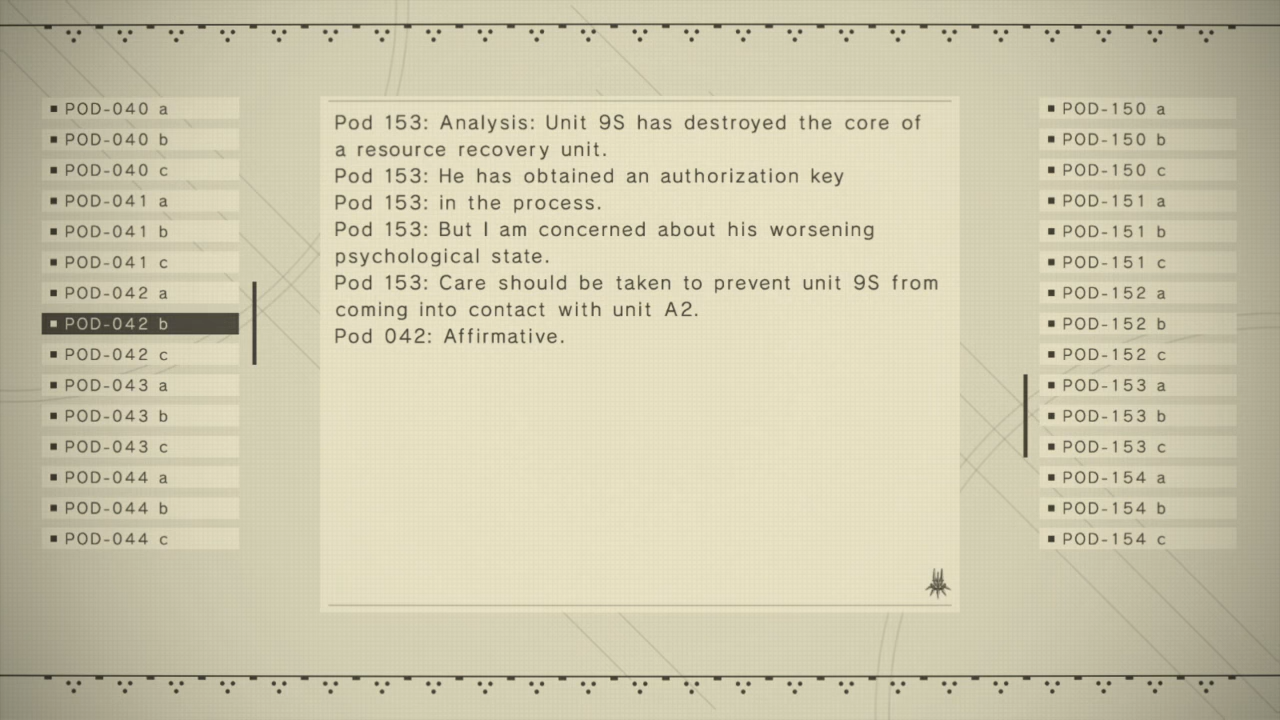 POD-040 a
POD-040 b
POD-040 c
POD-041 a
POD-041 b
POD-041 c
POD-042 a
POD-042 b
POD-042 c
POD-043 a
POD-043 b
POD-043 c
POD-044 a
POD-044 b
POD-044 c
Pod 153: Analysis: Unit 9S has destroyed the core of
a resource recovery unit.
Pod 153: He has obtained an authorization key
Pod 153: in the process.
Pod 153: But I am concerned about his worsening
psychological state.
Pod 153: Care should be taken to prevent unit 9S from
coming into contact with unit A2.
Pod 042: Affirmative.
POD-150 a
POD-150 b
POD-150 c
POD-151 a
POD-151 b
POD-151 c
POD-152 a
POD-152 b
POD-152 c
POD-153 a
POD-153 b
POD-153 c
POD-154 a
POD-154 b
POD-154 c